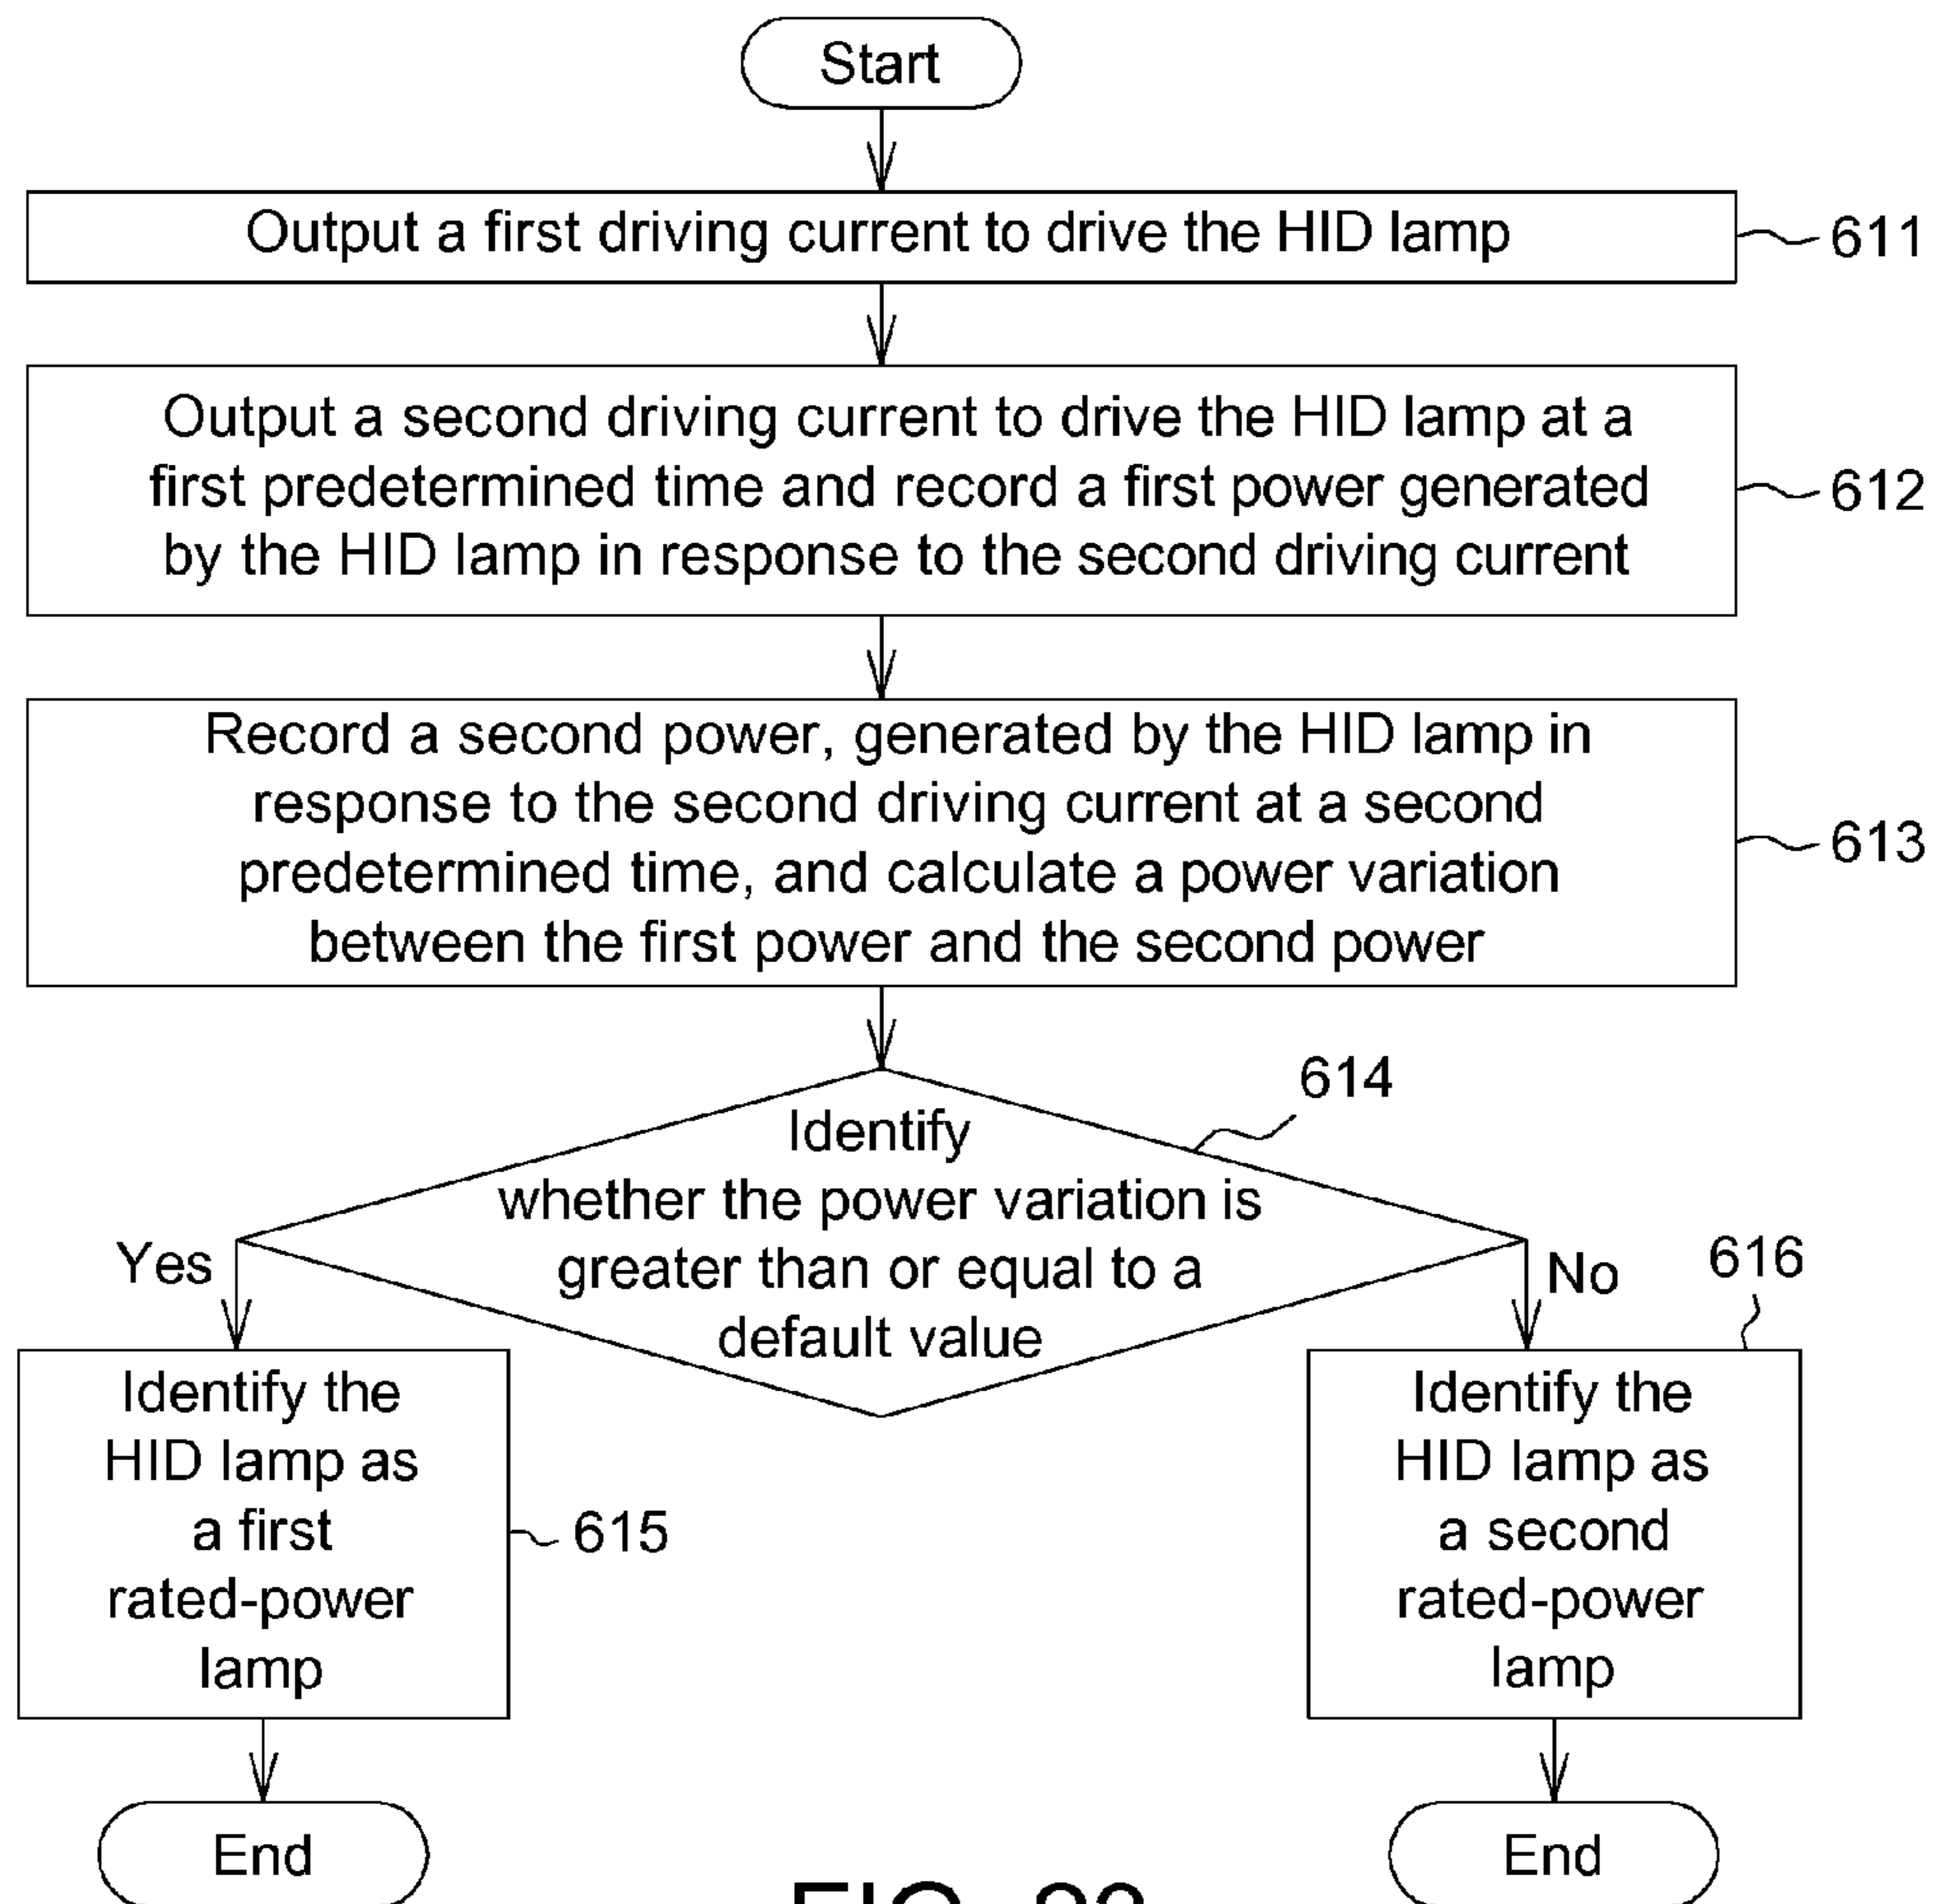 Start
Output a first driving current to drive the HID lamp
611
Output a second driving current to drive the HID lamp at a
first predetermined time and record a first power generated
by the HID lamp in response to the second driving current
612
Record a second power, generated by the HID lamp in
response to the second driving current at a second
predetermined time, and calculate a power variation
between the first power and the second power
613
614
Identify
whether the power variation is
greater than or equal to a
default value
Yes
No
616
Identify the
HID lamp as
a first
rated-power
lamp
615
Identify the
HID lamp as
a second
rated-power
lamp
End
End
FIG.